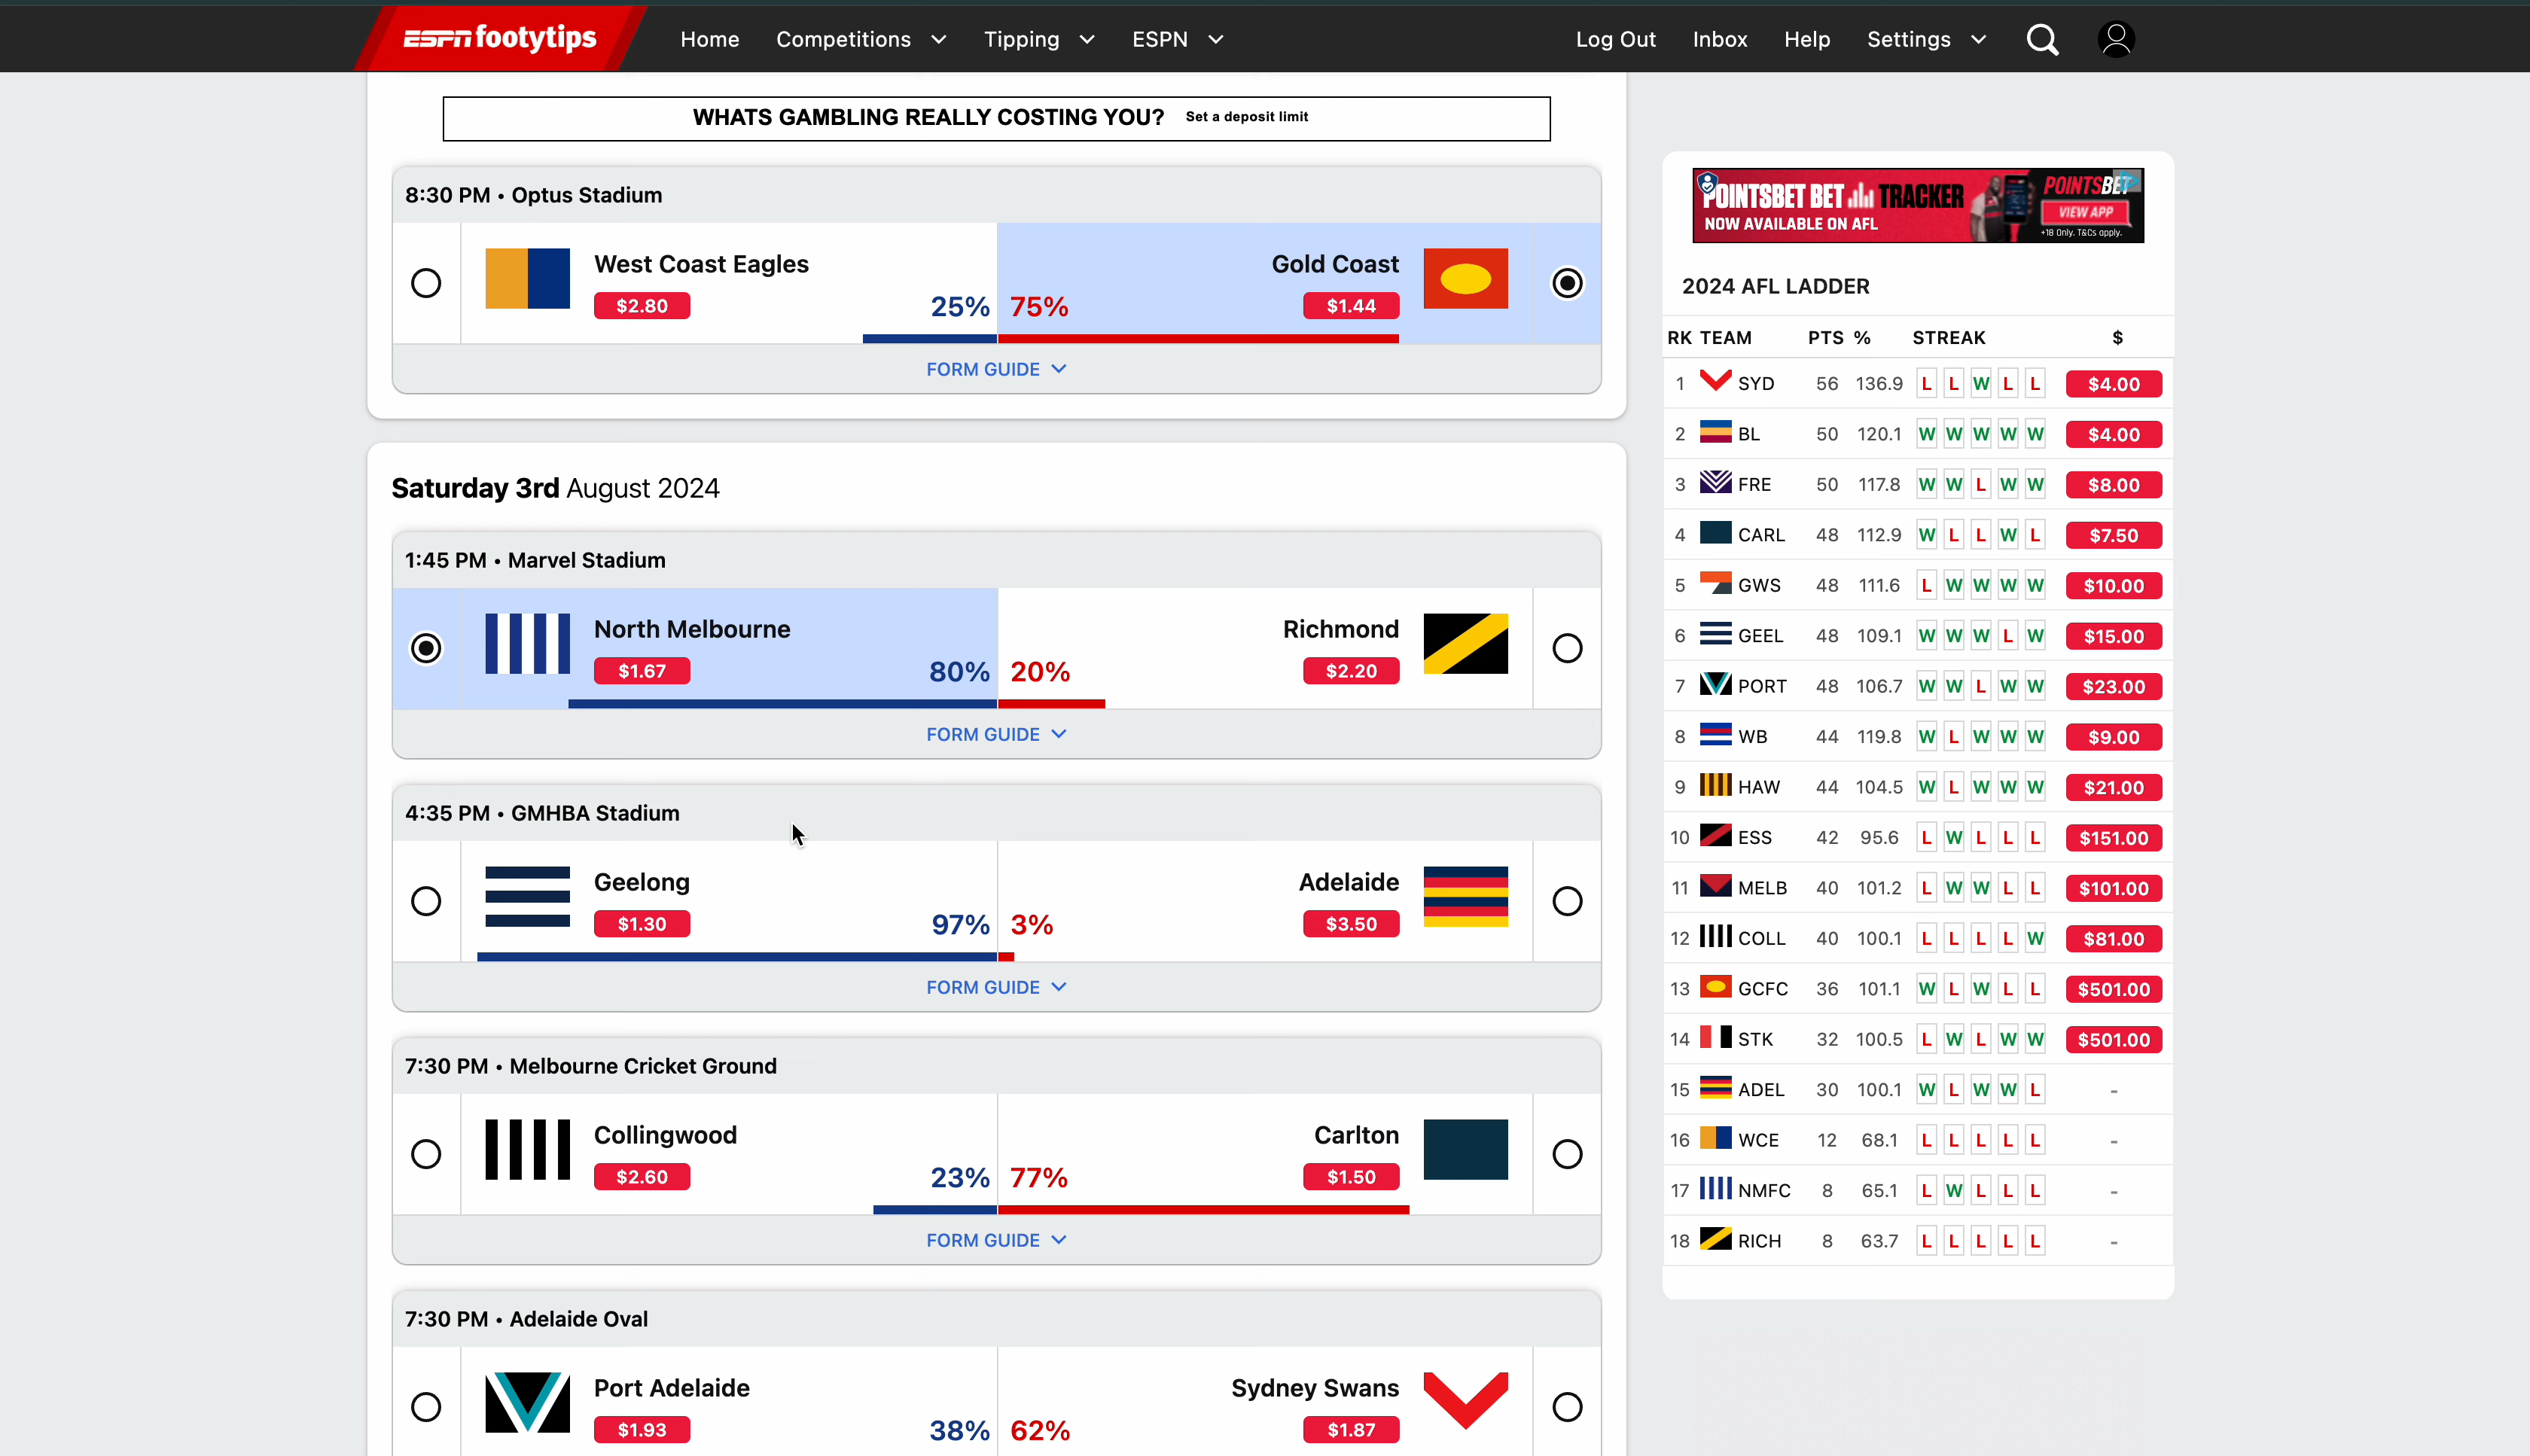 ESPN footytips Home Competitions Tipping ESPN Log Out Inbox Help Settings
WHATS GAMBLING REALLY COSTING YOU? Set a deposit limit
8:30 PM • Optus Stadium
West Coast Eagles
$2.80
25%
75%
Gold Coast
$1.44
FORM GUIDE
Saturday 3rd August 2024
1:45 PM • Marvel Stadium
North Melbourne
$1.67
80%
20%
Richmond
$2.20
FORM GUIDE
4:35 PM • GMHBA Stadium
Geelong
$1.30
97%
3%
Adelaide
$3.50
FORM GUIDE
7:30 PM • Melbourne Cricket Ground
Collingwood
$2.60
23%
77%
Carlton
$1.50
FORM GUIDE
7:30 PM • Adelaide Oval
Port Adelaide
$1.93
38%
62%
Sydney Swans
$1.87
POINTSBET BET TRACKER
NOW AVAILABLE ON AFL
POINTSBET
VIEW APP
+18 Only. T&Cs apply.
2024 AFL LADDER
RK TEAM PTS % STREAK $
1 SYD 56 136.9 L L W L L $4.00
2 BL 50 120.1 W W W W W $4.00
3 FRE 50 117.8 W W L W W $8.00
4 CARL 48 112.9 W L L W L $7.50
5 GWS 48 111.6 L W W W W $10.00
6 GEEL 48 109.1 W W W L W $15.00
7 PORT 48 106.7 W W L W W $23.00
8 WB 44 119.8 W L W W W $9.00
9 HAW 44 104.5 W L W W W $21.00
10 ESS 42 95.6 L W L L L $151.00
11 MELB 40 101.2 L W W L L $101.00
12 COLL 40 100.1 L L L L W $81.00
13 GCFC 36 101.1 W L W L L $501.00
14 STK 32 100.5 L W L W W $501.00
15 ADEL 30 100.1 W L W W L -
16 WCE 12 68.1 L L L L L -
17 NMFC 8 65.1 L W L L L -
18 RICH 8 63.7 L L L L L -